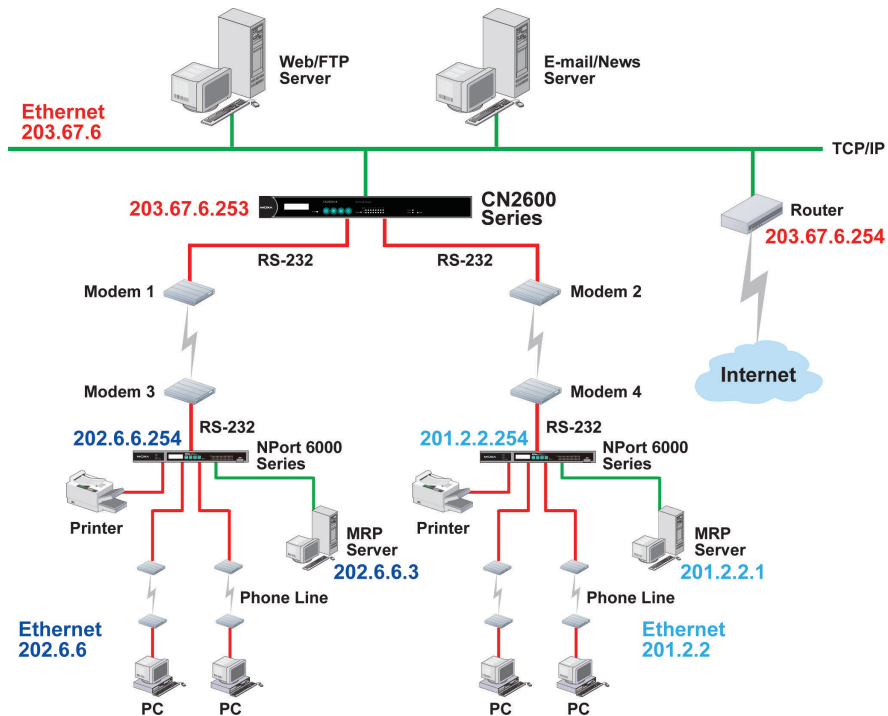 Web/FTP
Server
E-mail/News
Server
Ethernet
203.67.6
TCP/IP
203.67.6.253
CN2600
Series
Router
203.67.6.254
RS-232
RS-232
Modem 1
Modem 2
Internet
Modem 3
Modem 4
RS-232
RS-232
202.6.6.254
201.2.2.254
NPort 6000
Series
NPort 6000
Series
Printer
Printer
MRP
Server
202.6.6.3
MRP
Server
201.2.2.1
Phone Line
Phone Line
Ethernet
202.6.6
Ethernet
201.2.2
PC
PC
PC
PC